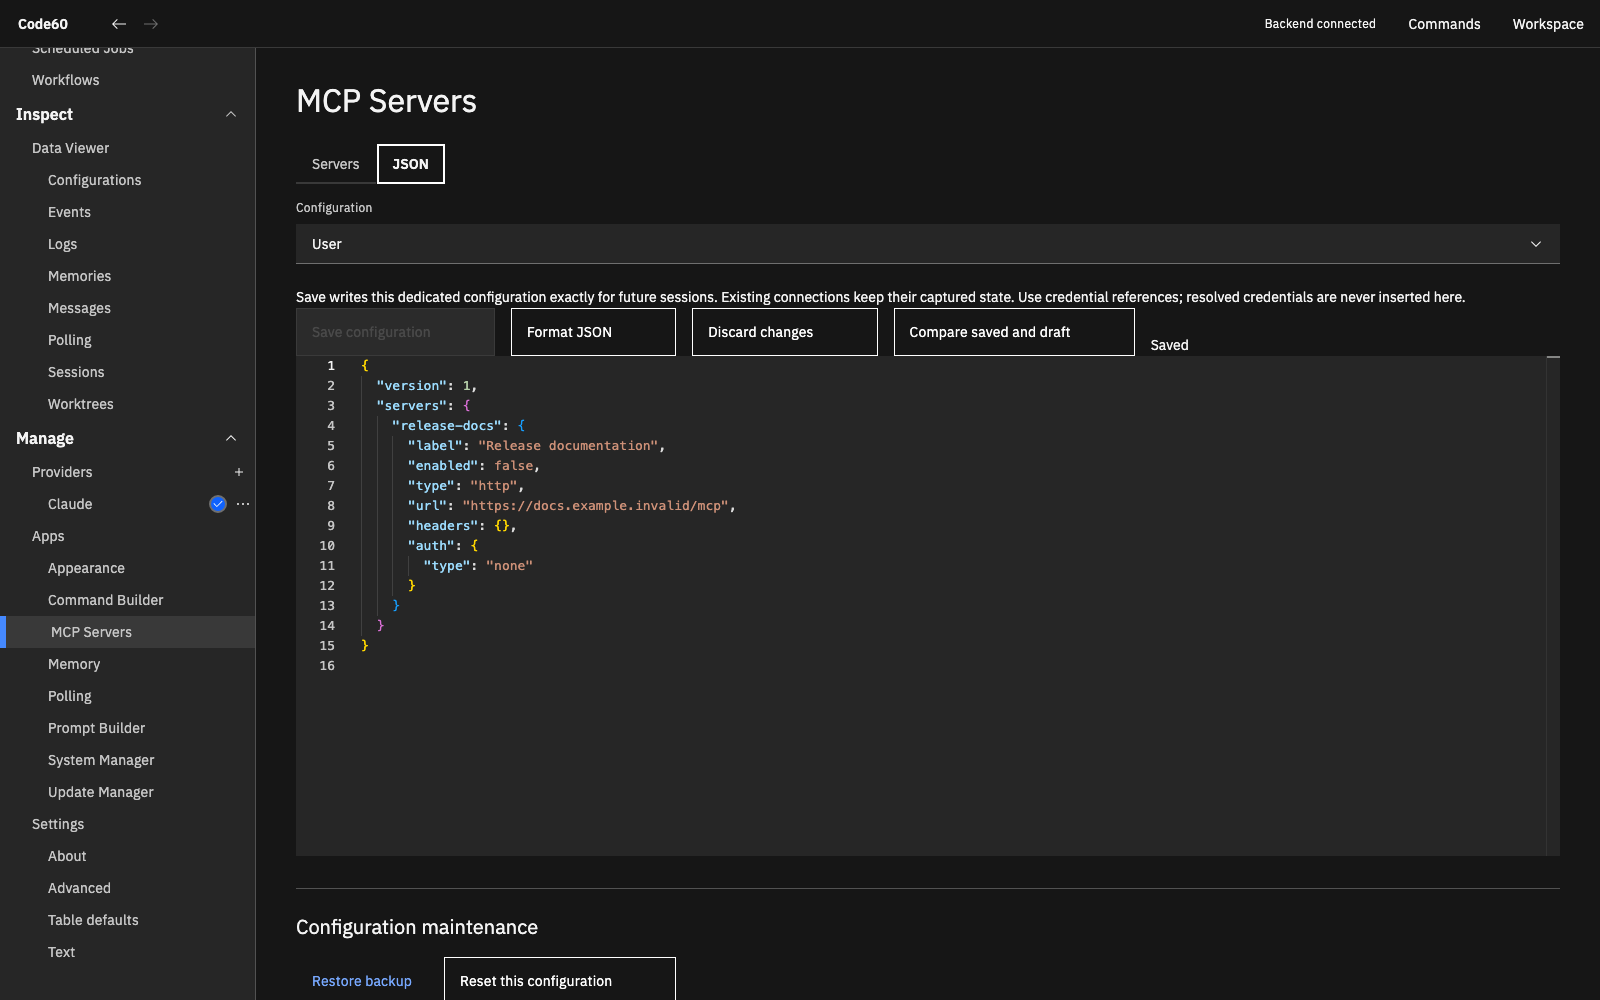 Code60
Backend connected
Commands
Workspace
Scheduled Jobs
Workflows
Inspect
Data Viewer
Configurations
Events
Logs
Memories
Messages
Polling
Sessions
Worktrees
Manage
Providers
Claude
Apps
Appearance
Command Builder
MCP Servers
Memory
Polling
Prompt Builder
System Manager
Update Manager
Settings
About
Advanced
Table defaults
Text
MCP Servers
Servers
JSON
Configuration
User
Save writes this dedicated configuration exactly for future sessions. Existing connections keep their captured state. Use credential references; resolved credentials are never inserted here.
Save configuration
Format JSON
Discard changes
Compare saved and draft
Saved
1 {
2 "version": 1,
3 "servers": {
4 "release-docs": {
5 "label": "Release documentation",
6 "enabled": false,
7 "type": "http",
8 "url": "https://docs.example.invalid/mcp",
9 "headers": {},
10 "auth": {
11 "type": "none"
12 }
13 }
14 }
15 }
16
Configuration maintenance
Restore backup
Reset this configuration